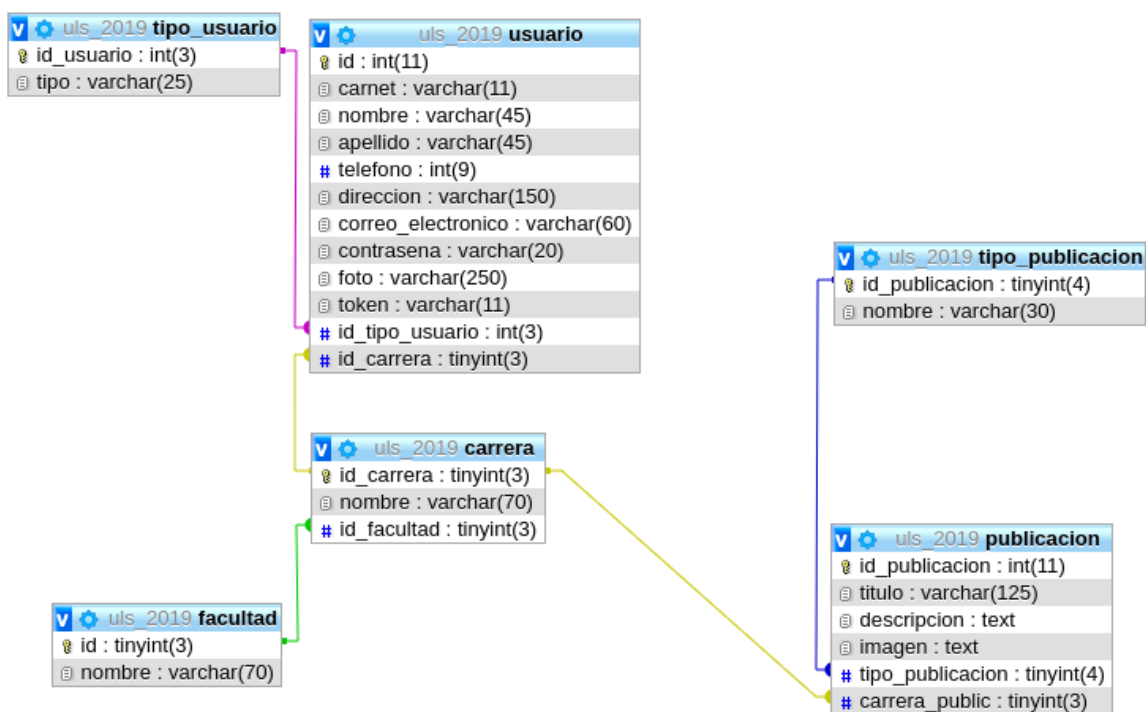 v uls_2019 tipo_usuario
id_usuario : int(3)
tipo : varchar(25)
v uls_2019 usuario
id : int(11)
carnet : varchar(11)
nombre : varchar(45)
apellido : varchar(45)
# telefono : int(9)
direccion : varchar(150)
correo_electronico : varchar(60)
contrasena : varchar(20)
foto : varchar(250)
token : varchar(11)
# id_tipo_usuario : int(3)
# id_carrera : tinyint(3)
v uls_2019 tipo_publicacion
id_publicacion : tinyint(4)
nombre : varchar(30)
v uls_2019 carrera
id_carrera : tinyint(3)
nombre : varchar(70)
# id_facultad : tinyint(3)
v uls_2019 publicacion
id_publicacion : int(11)
titulo : varchar(125)
descripcion : text
imagen : text
# tipo_publicacion : tinyint(4)
# carrera_public : tinyint(3)
v uls_2019 facultad
id : tinyint(3)
nombre : varchar(70)